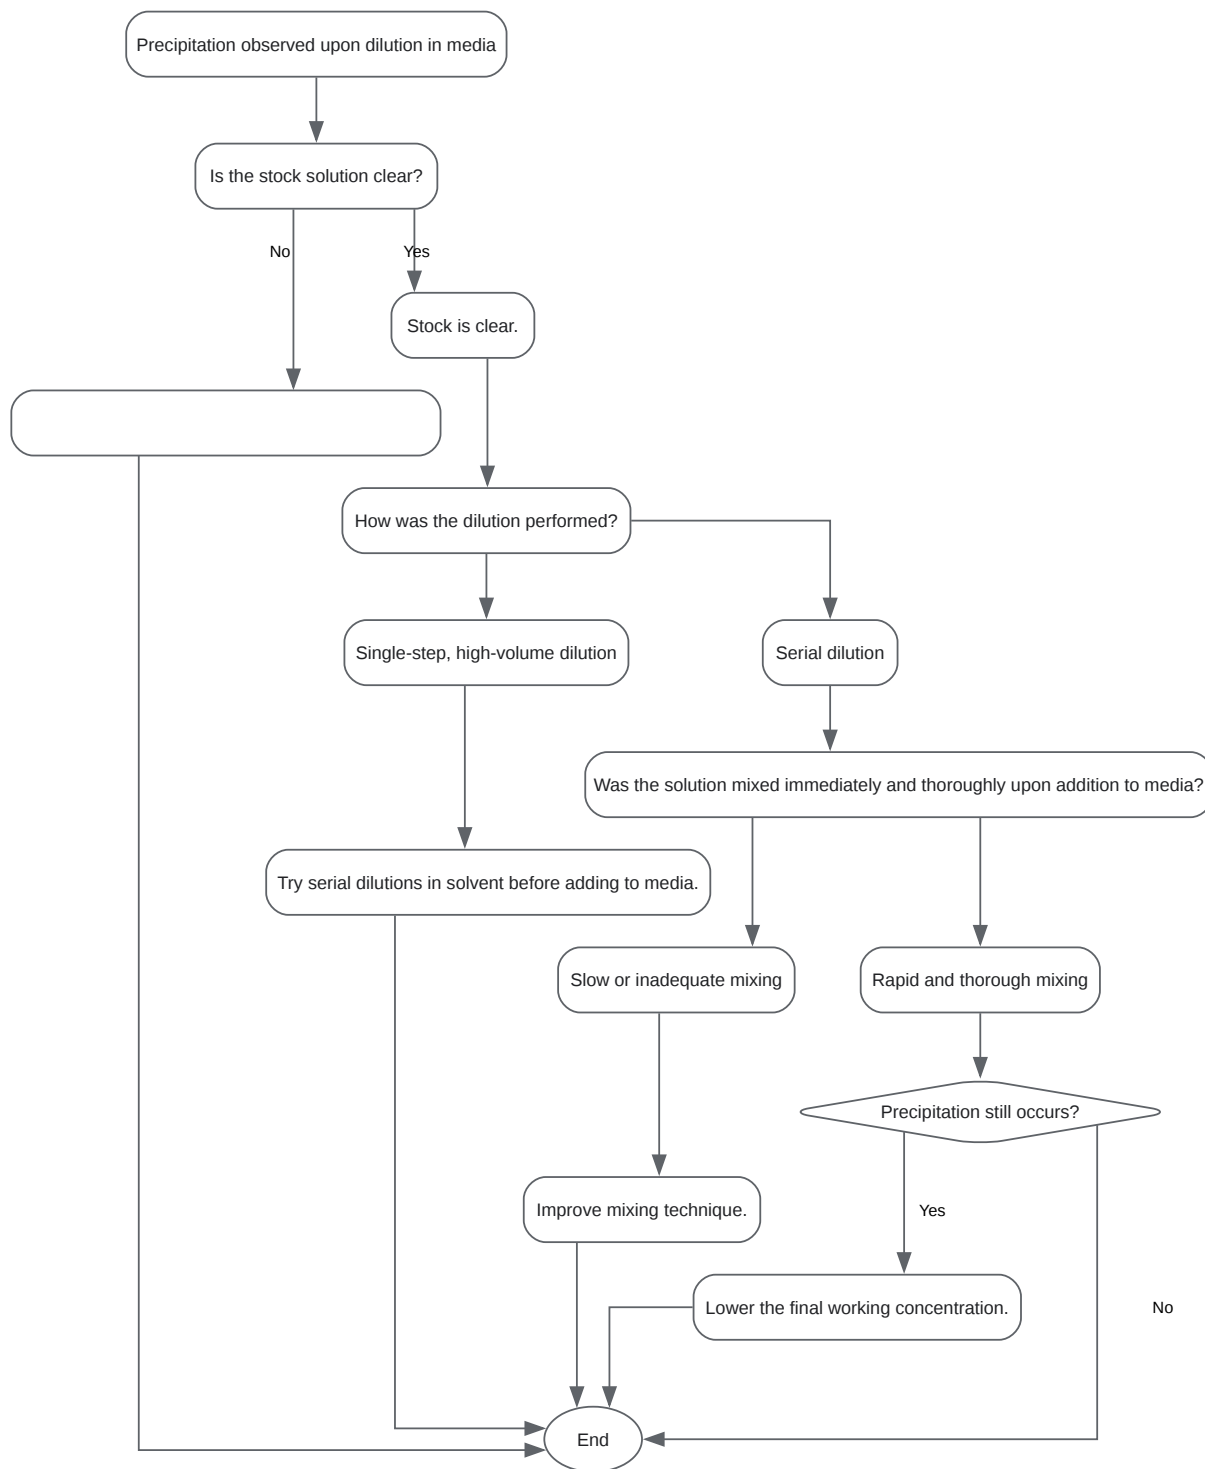 Precipitation observed upon dilution in media
Is the stock solution clear?
No
Yes
Stock is clear.
How was the dilution performed?
Single-step, high-volume dilution
Serial dilution
Was the solution mixed immediately and thoroughly upon addition to media?
Try serial dilutions in solvent before adding to media.
Slow or inadequate mixing
Rapid and thorough mixing
Precipitation still occurs?
Improve mixing technique.
Yes
Lower the final working concentration.
No
End